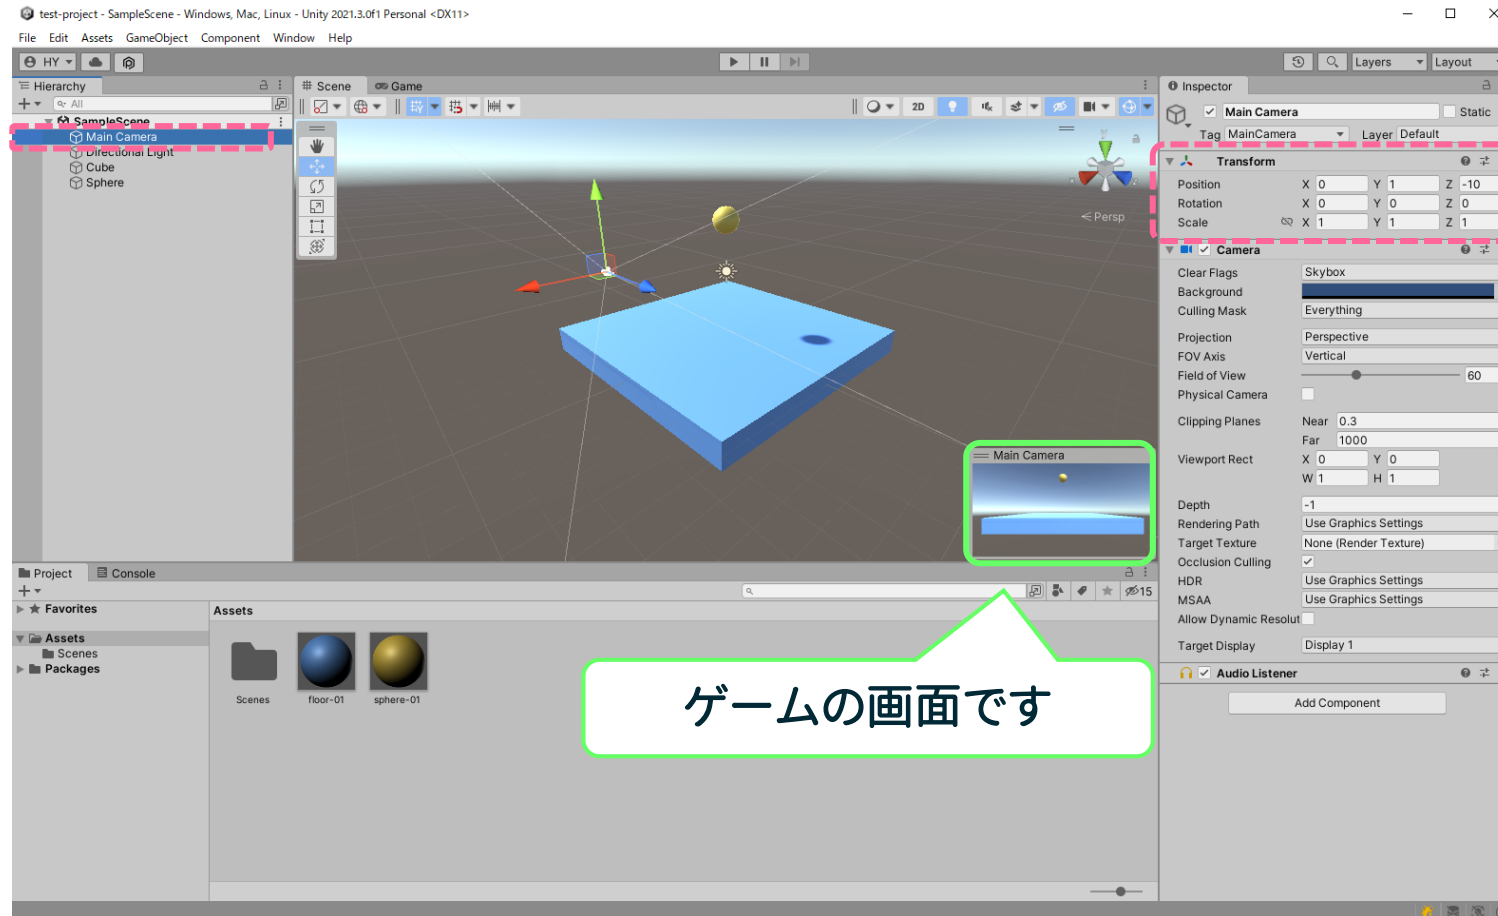 test-project - SampleScene - Windows, Mac, Linux - Unity 2021.3.0f1 Personal <DX11>
File Edit Assets GameObject Component Window Help
HY Layers Layout
Hierarchy
All
SampleScene
Main Camera
Directional Light
Cube
Sphere
Scene Game
2D
Persp
Main Camera
Inspector
Main Camera Static
Tag MainCamera Layer Default
Transform
Position X 0 Y 1 Z -10
Rotation X 0 Y 0 Z 0
Scale X 1 Y 1 Z 1
Camera
Clear Flags Skybox
Background
Culling Mask Everything
Projection Perspective
FOV Axis Vertical
Field of View 60
Physical Camera
Clipping Planes Near 0.3
Far 1000
Viewport Rect X 0 Y 0
W 1 H 1
Depth -1
Rendering Path Use Graphics Settings
Target Texture None (Render Texture)
Occlusion Culling
HDR Use Graphics Settings
MSAA Use Graphics Settings
Allow Dynamic Resolut
Target Display Display 1
Audio Listener
Add Component
Project Console
15
Favorites
Assets
Scenes
Packages
Assets
Scenes floor-01 sphere-01
ゲームの画面です